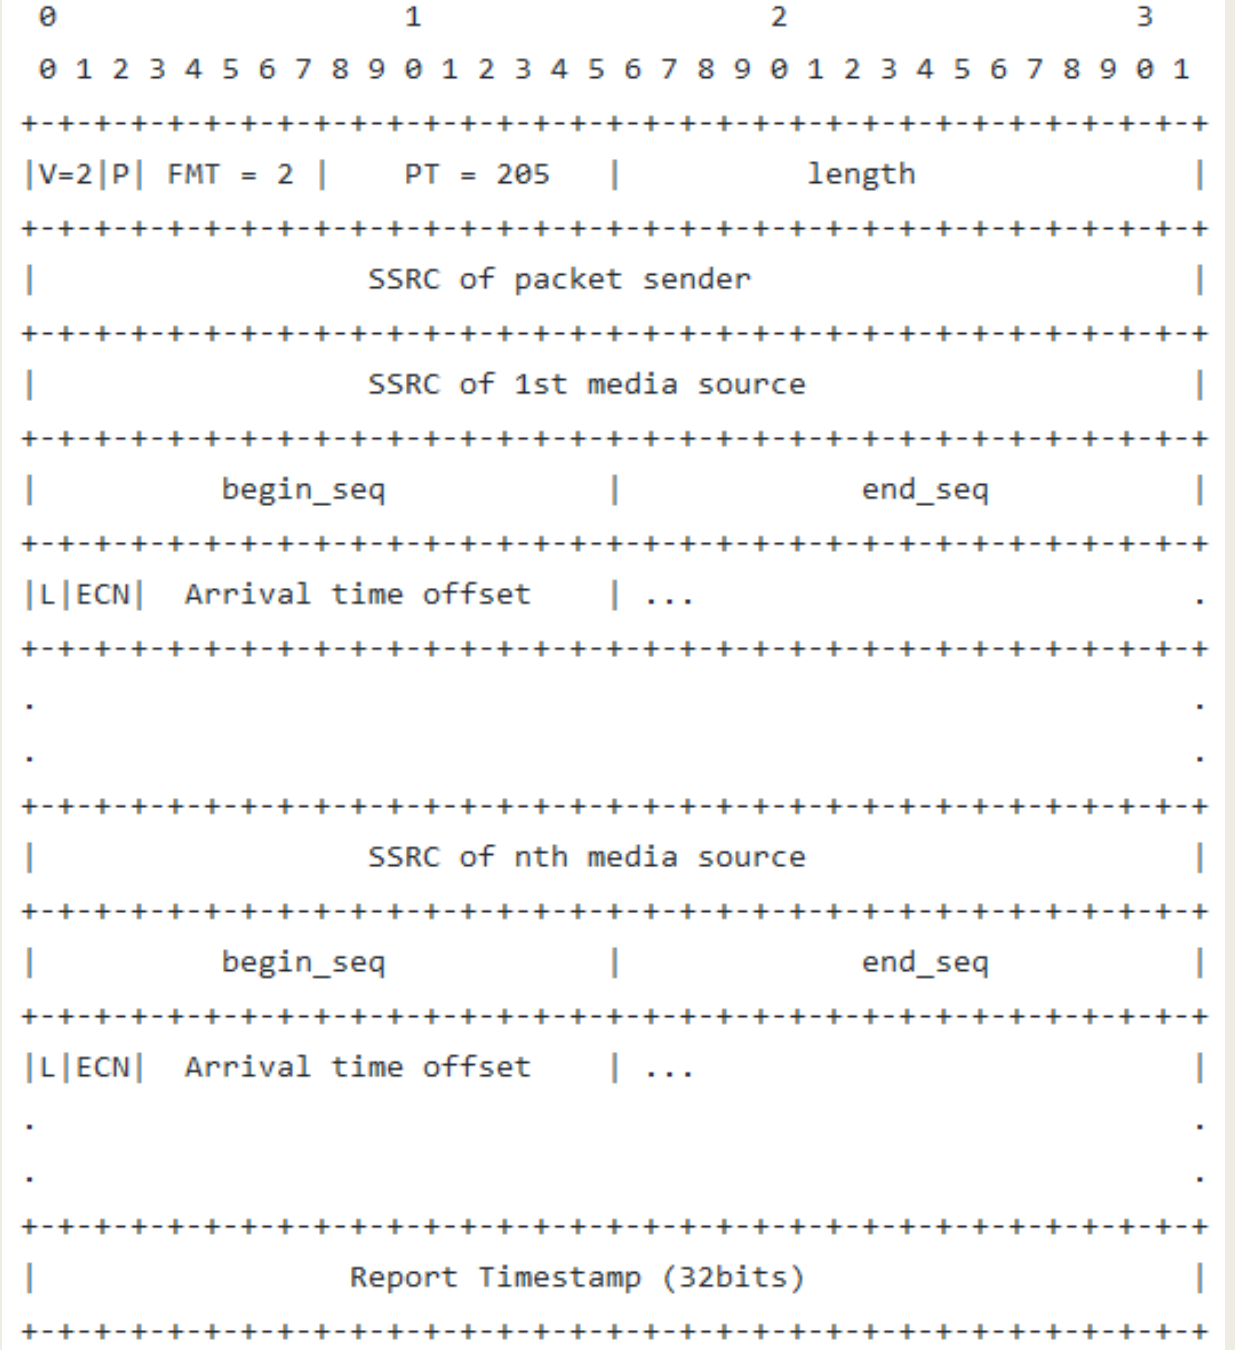 0                   1                   2                   3
 0 1 2 3 4 5 6 7 8 9 0 1 2 3 4 5 6 7 8 9 0 1 2 3 4 5 6 7 8 9 0 1
+-+-+-+-+-+-+-+-+-+-+-+-+-+-+-+-+-+-+-+-+-+-+-+-+-+-+-+-+-+-+-+-+
|V=2|P| FMT = 2 |    PT = 205   |          length               |
+-+-+-+-+-+-+-+-+-+-+-+-+-+-+-+-+-+-+-+-+-+-+-+-+-+-+-+-+-+-+-+-+
|                  SSRC of packet sender                        |
+-+-+-+-+-+-+-+-+-+-+-+-+-+-+-+-+-+-+-+-+-+-+-+-+-+-+-+-+-+-+-+-+
|                  SSRC of 1st media source                     |
+-+-+-+-+-+-+-+-+-+-+-+-+-+-+-+-+-+-+-+-+-+-+-+-+-+-+-+-+-+-+-+-+
|          begin_seq            |             end_seq           |
+-+-+-+-+-+-+-+-+-+-+-+-+-+-+-+-+-+-+-+-+-+-+-+-+-+-+-+-+-+-+-+-+
|L|ECN|  Arrival time offset    | ...                           .
+-+-+-+-+-+-+-+-+-+-+-+-+-+-+-+-+-+-+-+-+-+-+-+-+-+-+-+-+-+-+-+-+
.                                                               .
.                                                               .
+-+-+-+-+-+-+-+-+-+-+-+-+-+-+-+-+-+-+-+-+-+-+-+-+-+-+-+-+-+-+-+-+
|                  SSRC of nth media source                     |
+-+-+-+-+-+-+-+-+-+-+-+-+-+-+-+-+-+-+-+-+-+-+-+-+-+-+-+-+-+-+-+-+
|          begin_seq            |             end_seq           |
+-+-+-+-+-+-+-+-+-+-+-+-+-+-+-+-+-+-+-+-+-+-+-+-+-+-+-+-+-+-+-+-+
|L|ECN|  Arrival time offset    | ...                           |
.                                                               .
.                                                               .
+-+-+-+-+-+-+-+-+-+-+-+-+-+-+-+-+-+-+-+-+-+-+-+-+-+-+-+-+-+-+-+-+
|                 Report Timestamp (32bits)                     |
+-+-+-+-+-+-+-+-+-+-+-+-+-+-+-+-+-+-+-+-+-+-+-+-+-+-+-+-+-+-+-+-+